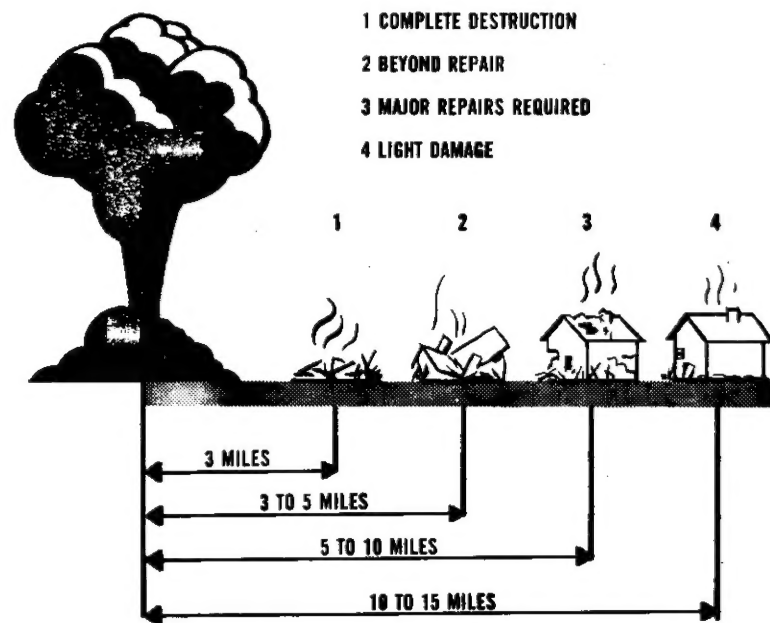 1 COMPLETE DESTRUCTION
2 BEYOND REPAIR
3 MAJOR REPAIRS REQUIRED
4 LIGHT DAMAGE
1 2 3 4
3 MILES
3 TO 5 MILES
5 TO 10 MILES
10 TO 15 MILES